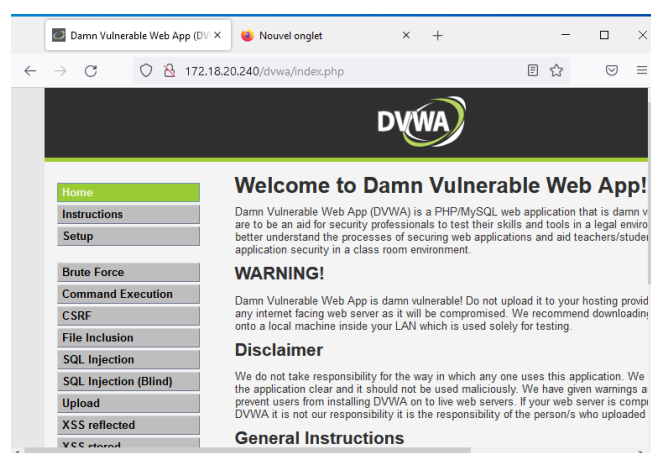 Damn Vulnerable Web App (DV
Nouvel onglet
172.18.20.240/dvwa/index.php
DVWA
Home
Instructions
Setup
Brute Force
Command Execution
CSRF
File Inclusion
SQL Injection
SQL Injection (Blind)
Upload
XSS reflected
XSS stored
Welcome to Damn Vulnerable Web App!
Damn Vulnerable Web App (DVWA) is a PHP/MySQL web application that is damn v
are to be an aid for security professionals to test their skills and tools in a legal enviro
better understand the processes of securing web applications and aid teachers/studen
application security in a class room environment.
WARNING!
Damn Vulnerable Web App is damn vulnerable! Do not upload it to your hosting provid
any internet facing web server as it will be compromised. We recommend downloading
onto a local machine inside your LAN which is used solely for testing.
Disclaimer
We do not take responsibility for the way in which any one uses this application. We
the application clear and it should not be used maliciously. We have given warnings a
prevent users from installing DVWA on to live web servers. If your web server is compr
DVWA it is not our responsibility it is the responsibility of the person/s who uploaded
General Instructions